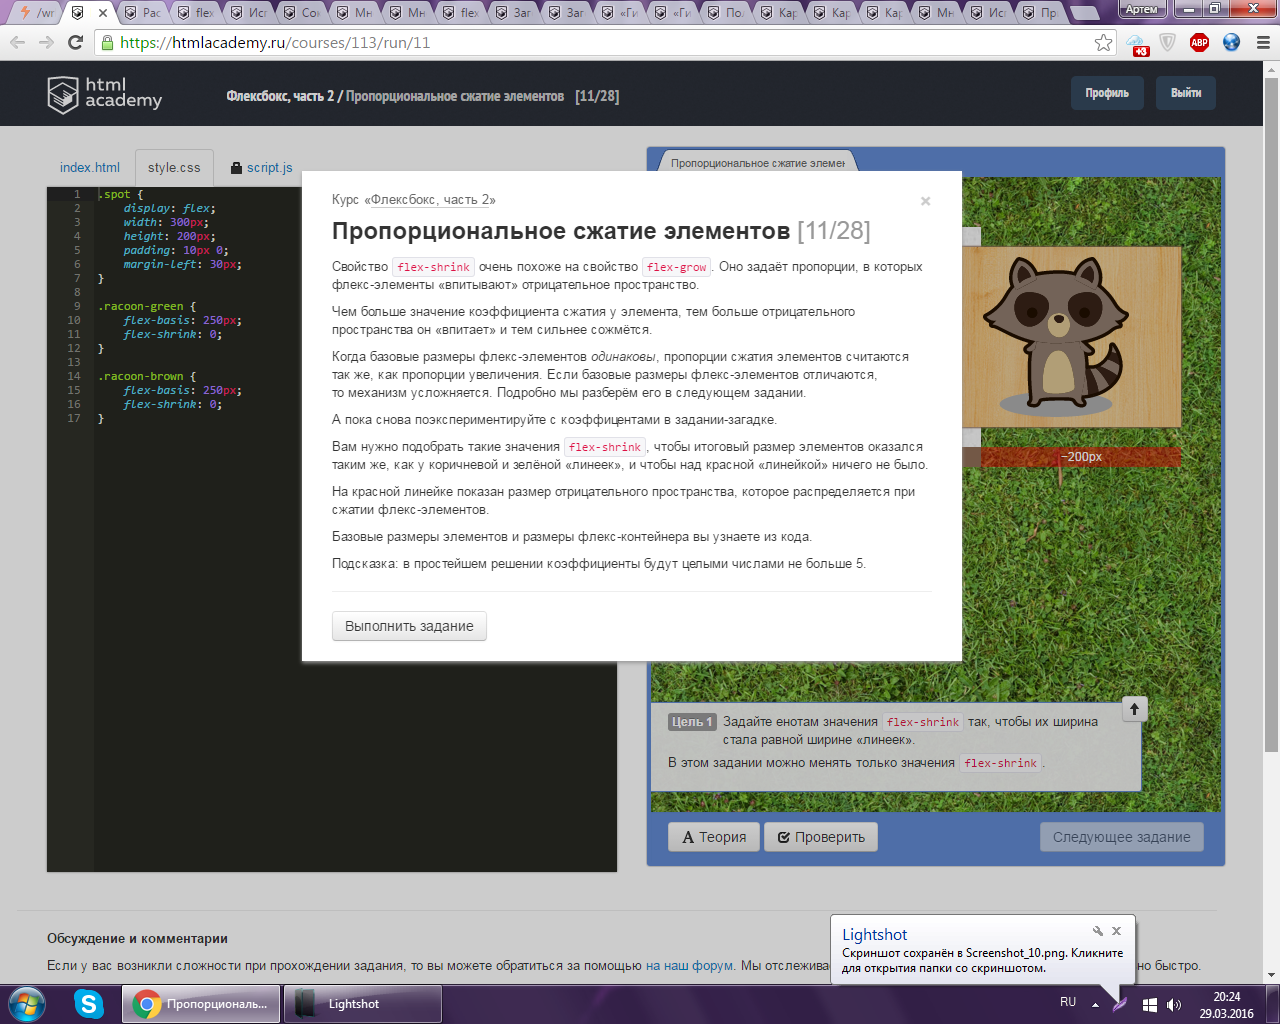 /wr
Рас
flex
Исп
Сок
Мно
Мн
flex
Заг
Заг
«Ги
«Ги
Пол
Кар
Кар
Кар
Мн
Исп
Пр
Артем
https://htmlacademy.ru/courses/113/run/11
+3
ABP
html
academy
Флексбокс, часть 2 / Пропорциональное сжатие элементов [11/28]
Профиль
Выйти
index.html
style.css
script.js
Пропорциональное сжатие элемен
1 .spot {
2 display: flex;
3 width: 300px;
4 height: 200px;
5 padding: 10px 0;
6 margin-left: 30px;
7 }
8
9 .racoon-green {
10 flex-basis: 250px;
11 flex-shrink: 0;
12 }
13
14 .racoon-brown {
15 flex-basis: 250px;
16 flex-shrink: 0;
17 }
Курс «Флексбокс, часть 2»
×
Пропорциональное сжатие элементов [11/28]
Свойство flex-shrink очень похоже на свойство flex-grow. Оно задаёт пропорции, в которых
флекс-элементы «впитывают» отрицательное пространство.
Чем больше значение коэффициента сжатия у элемента, тем больше отрицательного
пространства он «впитает» и тем сильнее сожмётся.
Когда базовые размеры флекс-элементов одинаковы, пропорции сжатия элементов считаются
так же, как пропорции увеличения. Если базовые размеры флекс-элементов отличаются,
то механизм усложняется. Подробно мы разберём его в следующем задании.
А пока снова поэкспериментируйте с коэффицентами в задании-загадке.
Вам нужно подобрать такие значения flex-shrink, чтобы итоговый размер элементов оказался
таким же, как у коричневой и зелёной «линеек», и чтобы над красной «линейкой» ничего не было.
На красной линейке показан размер отрицательного пространства, которое распределяется при
сжатии флекс-элементов.
Базовые размеры элементов и размеры флекс-контейнера вы узнаете из кода.
Подсказка: в простейшем решении коэффициенты будут целыми числами не больше 5.
Выполнить задание
−200px
Цель 1 Задайте енотам значения flex-shrink так, чтобы их ширина
стала равной ширине «линеек».
В этом задании можно менять только значения flex-shrink.
Теория
Проверить
Следующее задание
Обсуждение и комментарии
Если у вас возникли сложности при прохождении задания, то вы можете обратиться за помощью на наш форум. Мы отслежива
но быстро.
Lightshot
Скриншот сохранён в Screenshot_10.png. Кликните
для открытия папки со скриншотом.
Пропорциональ...
Lightshot
RU
20:24
29.03.2016